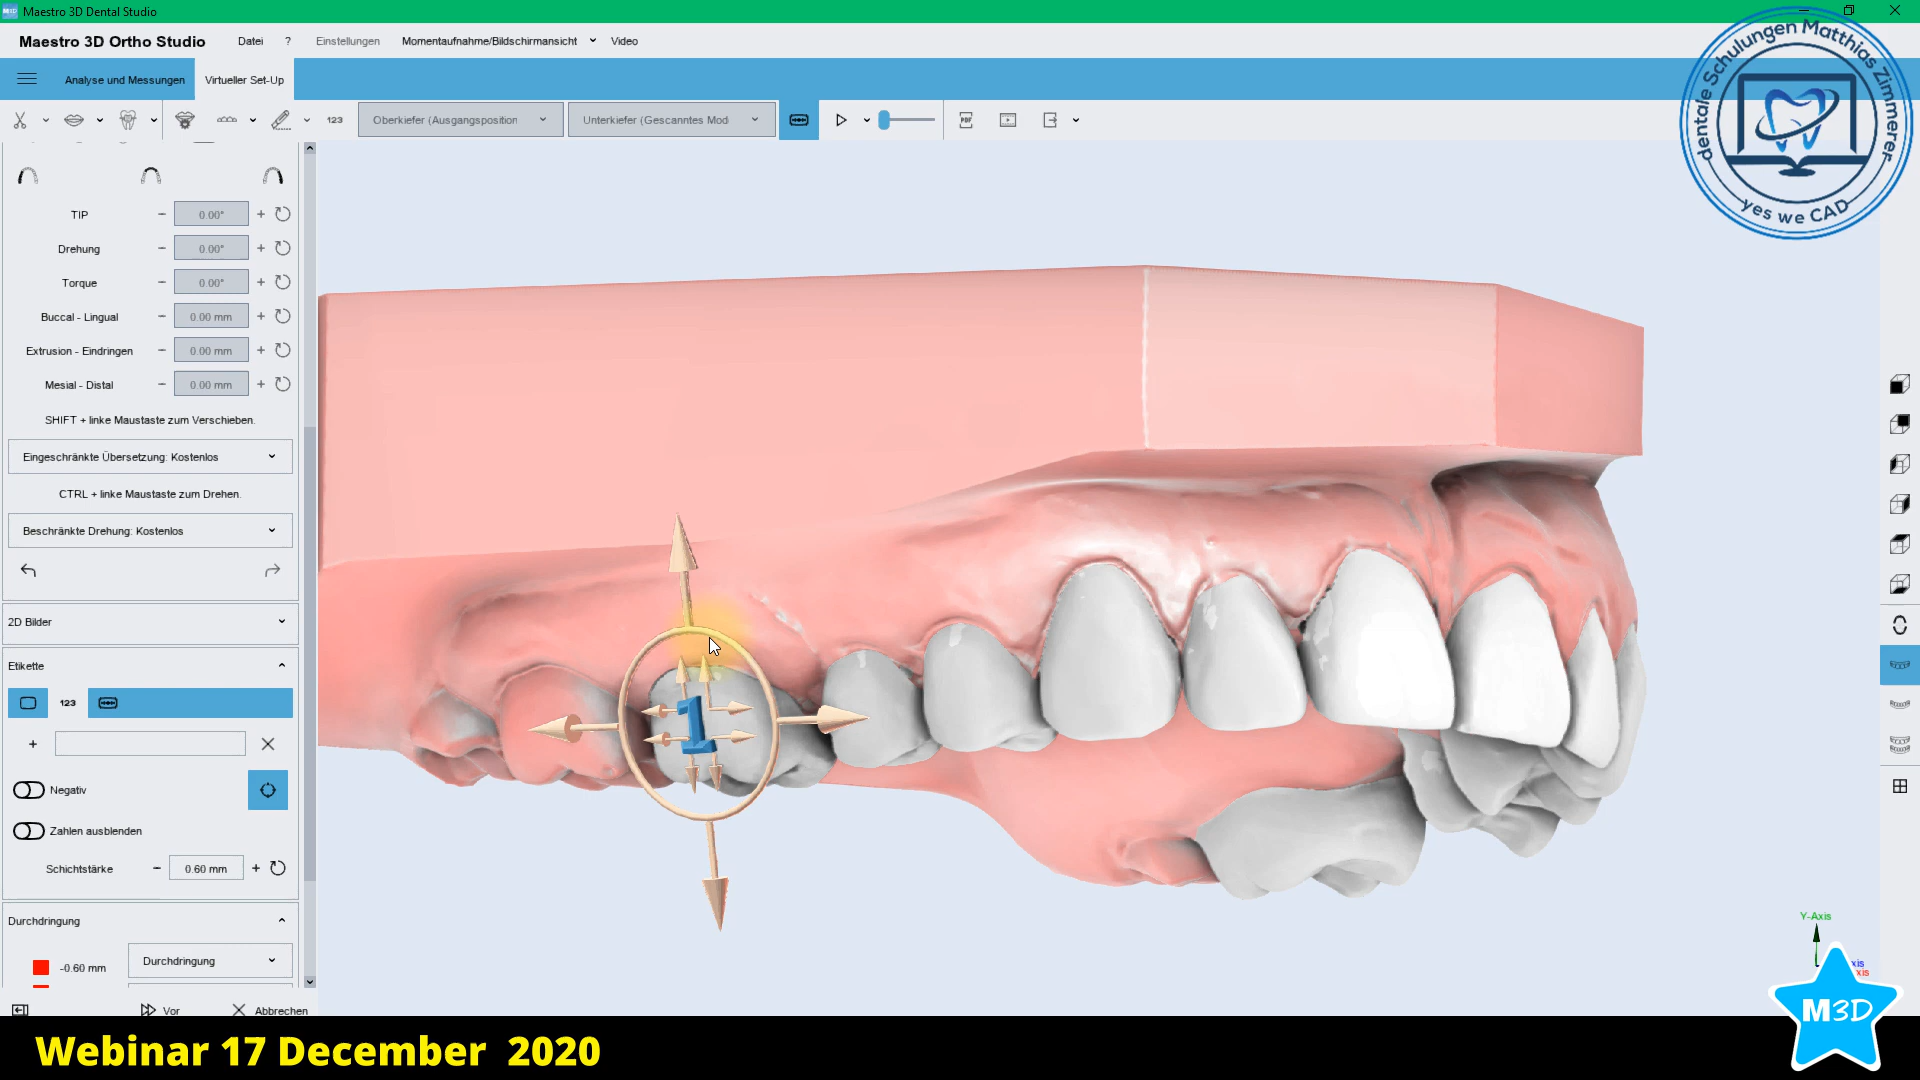 Maestro 3D Dental Studio
Maestro 3D Ortho Studio
Datei
?
Einstellungen
Momentaufnahme/Bildschirmansicht
Video
Analyse und Messungen
Virtueller Set-Up
123
Oberkiefer (Ausgangsposition
Unterkiefer (Gescanntes Mod
PDF
dentale Schulungen Matthias Zimmerer
yes we CAD
TIP
0.00°
Drehung
0.00°
Torque
0.00°
Buccal - Lingual
0.00 mm
Extrusion - Eindringen
0.00 mm
Mesial - Distal
0.00 mm
SHIFT + linke Maustaste zum Verschieben.
Eingeschränkte Übersetzung: Kostenlos
CTRL + linke Maustaste zum Drehen.
Beschränkte Drehung: Kostenlos
2D Bilder
Etikette
123
Negativ
Zahlen ausblenden
Schichtstärke
0.60 mm
Durchdringung
-0.60 mm
Durchdringung
Vor
Abbrechen
1
Y-Axis
xis
xis
M3D
Webinar 17 December 2020